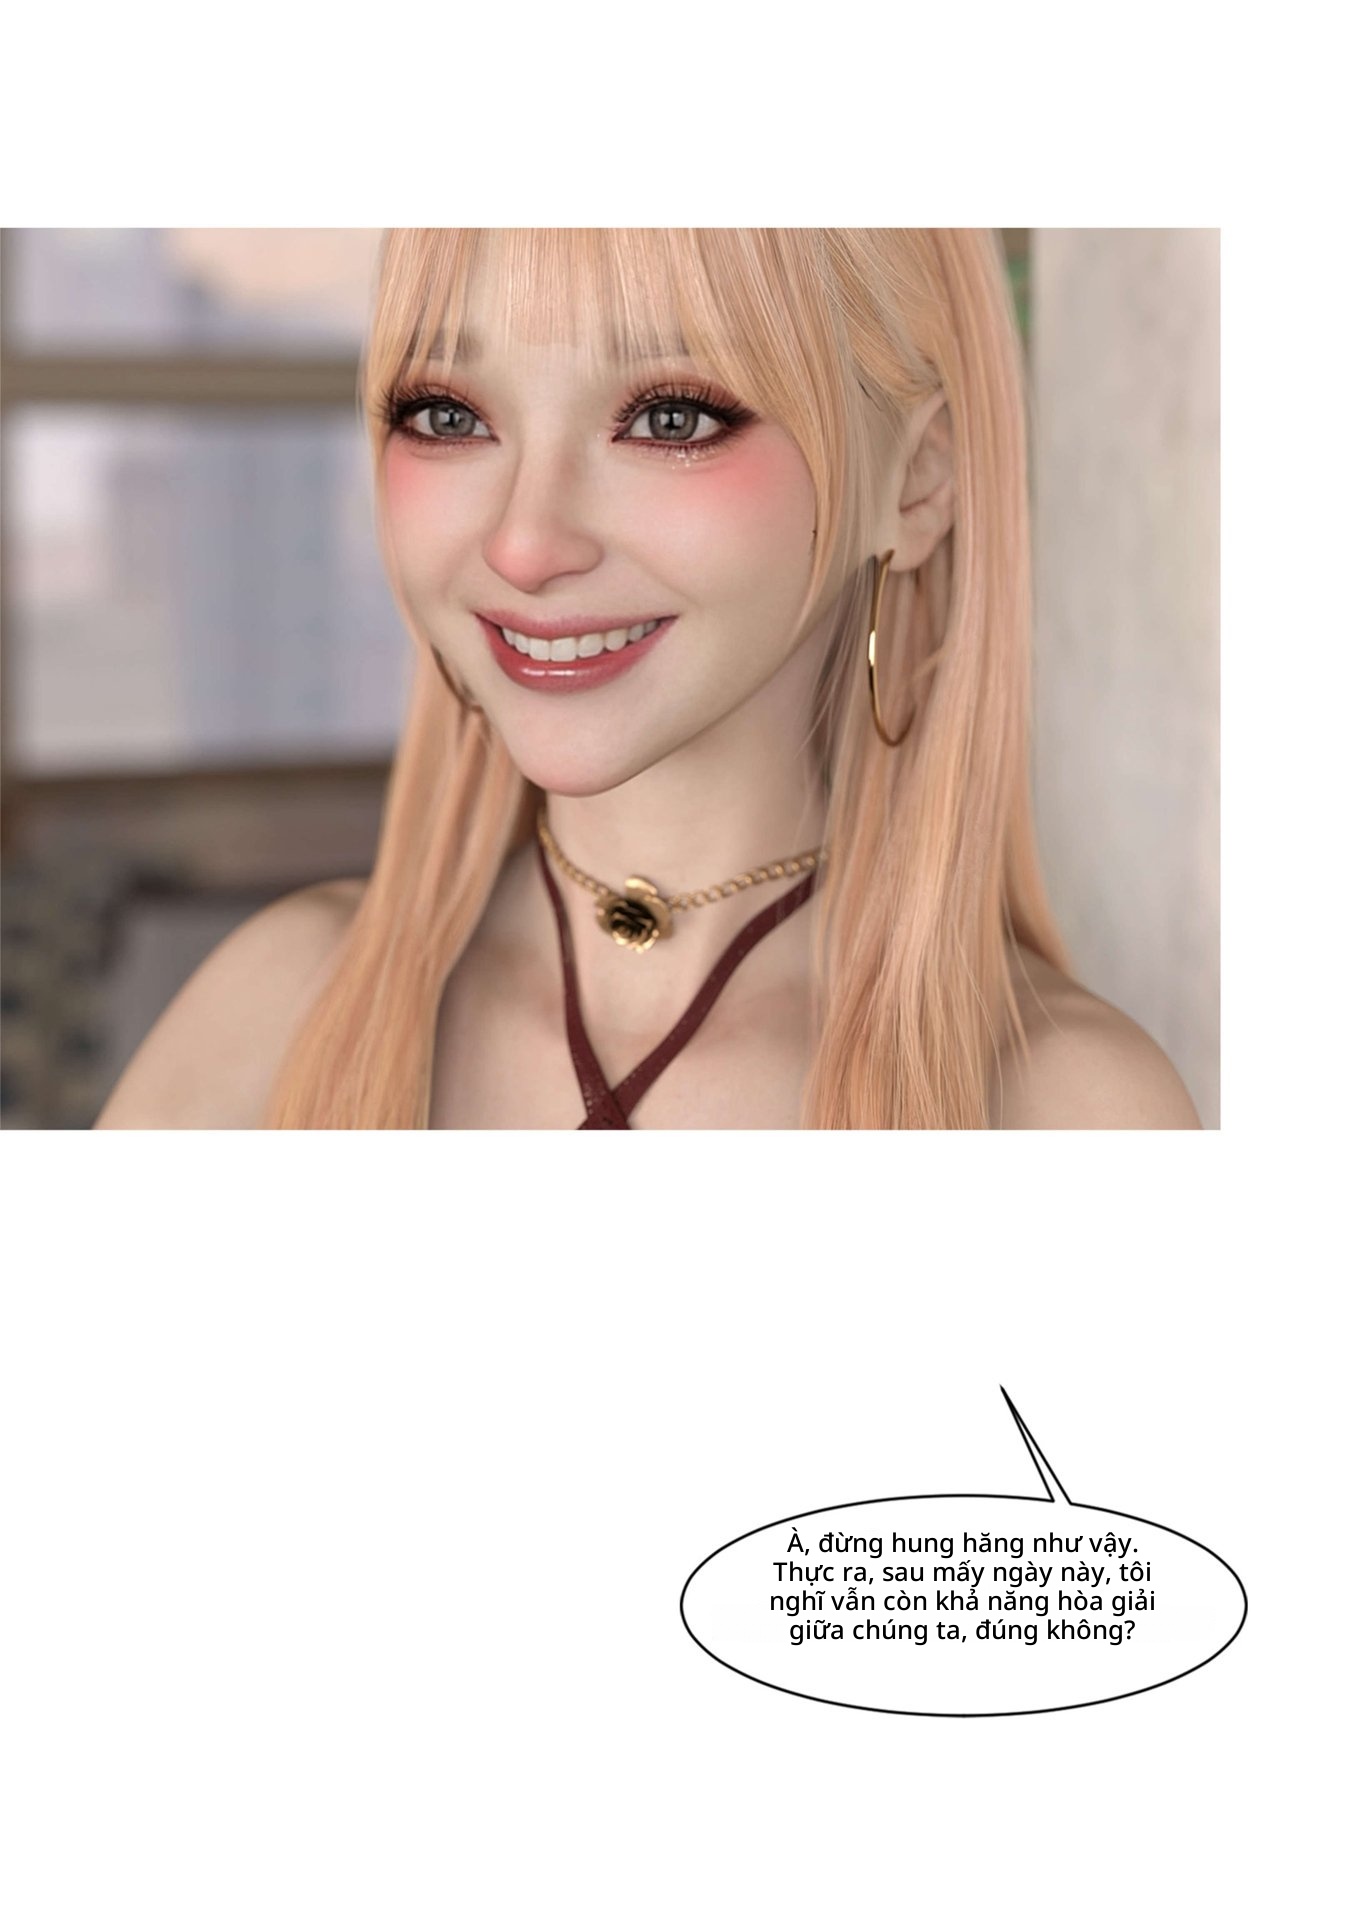 À, đừng hung hăng như vậy.
Thực ra, sau mấy ngày này, tôi
nghĩ vẫn còn khả năng hòa giải
giữa chúng ta, đúng không?